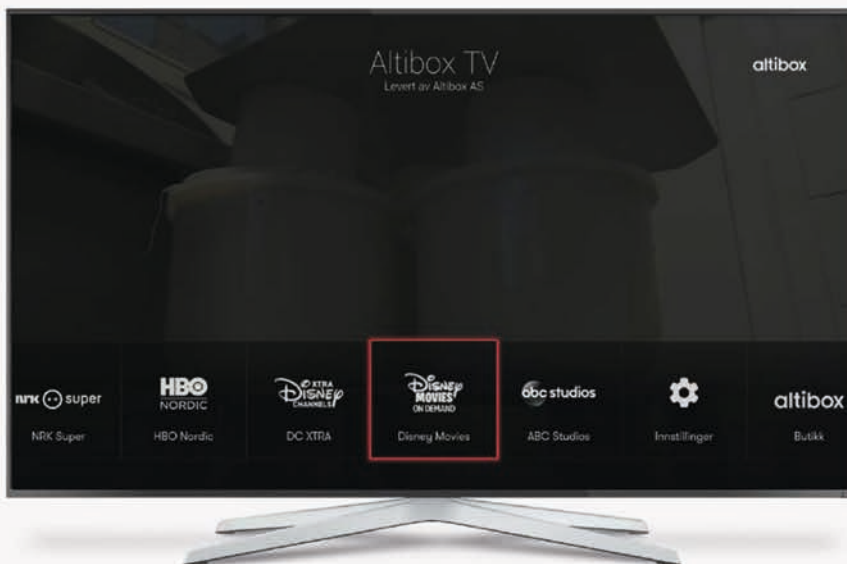 Altibox TV
Levert av Altibox AS
altibox
NRK super
NRK Super
HBO
NORDIC
HBO Nordic
XTRA
DISNEY
CHANNELS
DC XTRA
DISNEY
MOVIES
ON DEMAND
Disney Movies
abc studios
ABC Studios
Innstillinger
altibox
Butikk